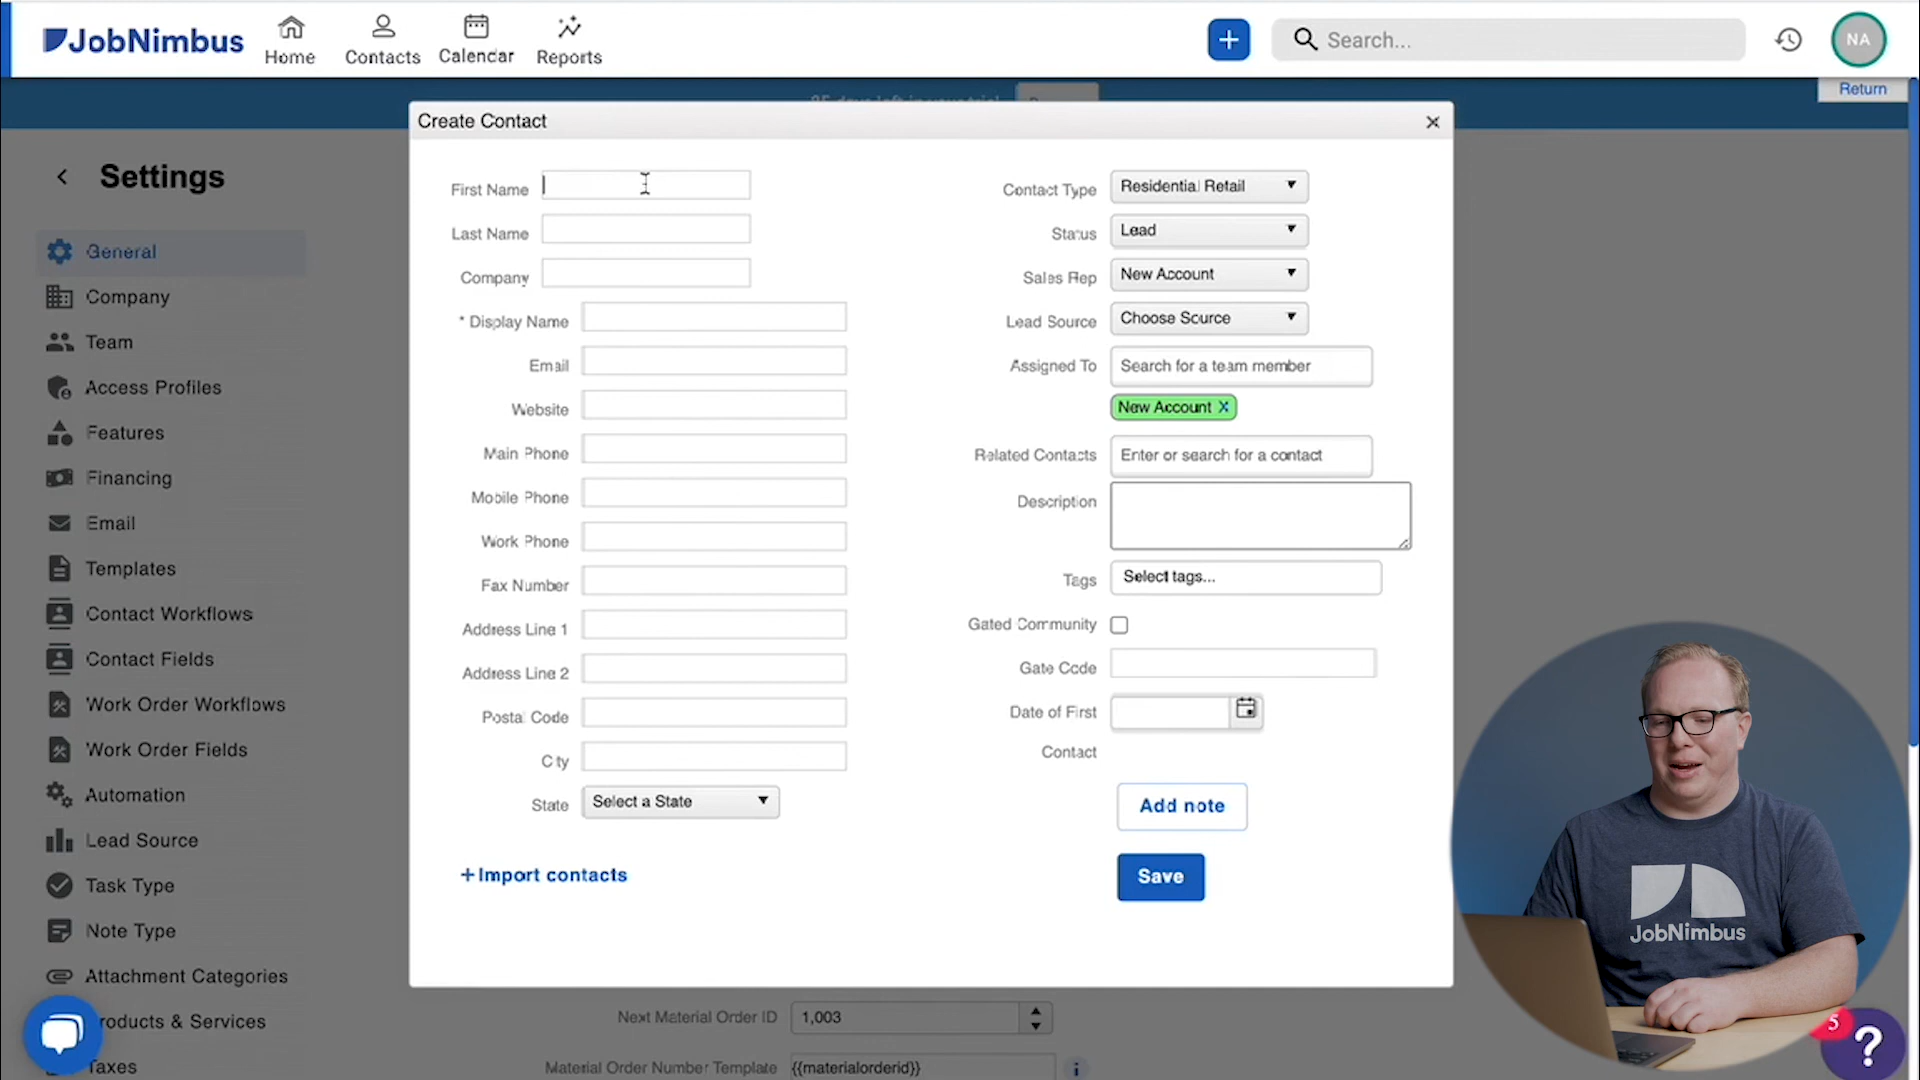 JobNimbus
Home
Contacts
Calendar
Reports
Search...
NA
Return
Create Contact
Settings
General
Company
Team
Access Profiles
Features
Financing
Email
Templates
Contact Workflows
Contact Fields
Work Order Workflows
Work Order Fields
Automation
Lead Source
Task Type
Note Type
Attachment Categories
roducts & Services
Taxes
First Name
Last Name
Company
* Display Name
Email
Website
Main Phone
Mobile Phone
Work Phone
Fax Number
Address Line 1
Address Line 2
Postal Code
City
State Select a State
+Import contacts
Contact Type Residential Retail
Status Lead
Sales Rep New Account
Lead Source Choose Source
Assigned To Search for a team member
New Account X
Related Contacts Enter or search for a contact
Description
Tags Select tags...
Gated Community
Gate Code
Date of First
Contact
Add note
Save
Next Material Order ID 1,003
Material Order Number Template {{materialorderid}} i
JobNimbus
5
?